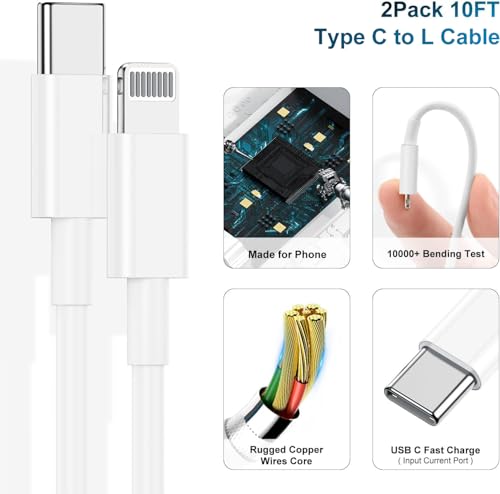 2Pack 10FT
Type C to L Cable
Made for Phone
10000+ Bending Test
Rugged Copper
Wires Core
USB C Fast Charge
( Input Current Port )